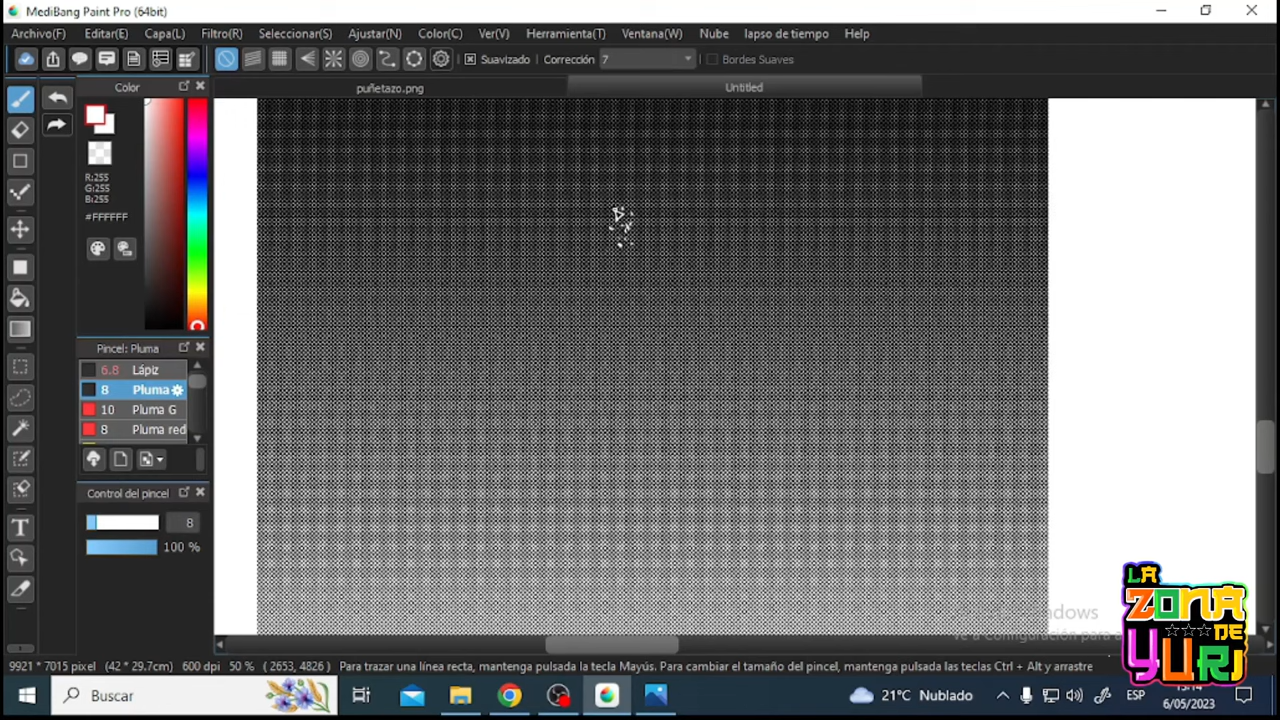 MediBang Paint Pro (64bit)
Archivo(F) Editar(E) Capa(L) Filtro(R) Seleccionar(S) Ajustar(N) Color(C) Ver(V) Herramienta(T) Ventana(W) Nube lapso de tiempo Help
Suavizado Corrección 7 Bordes Suaves
Color
puñetazo.png Untitled
R:255
G:255
B:255
#FFFFFF
Pincel: Pluma
6.8 Lápiz
8 Pluma
10 Pluma G
8 Pluma red
Control del pincel
8
100 %
LA
ZONA
DE
YURI
9921 * 7015 pixel (42 * 29.7cm) 600 dpi 50 % ( 2653, 4826 ) Para trazar una línea recta, mantenga pulsada la tecla Mayús. Para cambiar el tamaño del pincel, mantenga pulsadas las teclas Ctrl + Alt y arrastre
Buscar
21°C Nublado
ESP
6/05/2023